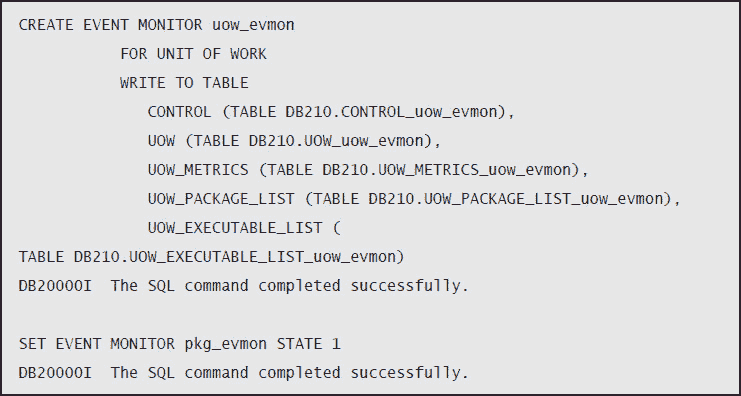 CREATE EVENT MONITOR uow_evmon
FOR UNIT OF WORK
WRITE TO TABLE
CONTROL (TABLE DB210.CONTROL_uow_evmon),
UOW (TABLE DB210.UOW_uow_evmon),
UOW_METRICS (TABLE DB210.UOW_METRICS_uow_evmon),
UOW_PACKAGE_LIST (TABLE DB210.UOW_PACKAGE_LIST_uow_evmon),
UOW_EXECUTABLE_LIST (
TABLE DB210.UOW_EXECUTABLE_LIST_uow_evmon)
DB20000I  The SQL command completed successfully.
SET EVENT MONITOR pkg_evmon STATE 1
DB20000I  The SQL command completed successfully.